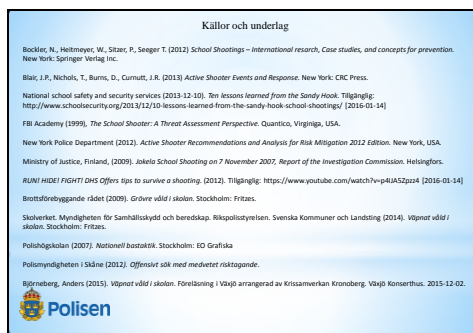 Källor och underlag
Bockler, N., Heitmeyer, W., Sitzer, P., Seeger T. (2012) School Shootings – International resarch, Case studies, and concepts for prevention.
New York: Springer Verlag Inc.
Blair, J.P., Nichols, T., Burns, D., Curnutt, J.R. (2013) Active Shooter Events and Response. New York: CRC Press.
National school safety and security services (2013-12-10). Ten lessons learned from the Sandy Hook. Tillgänglig:
http://www.schoolsecurity.org/2013/12/10-lessons-learned-from-the-sandy-hook-school-shootings/ [2016-01-14]
FBI Academy (1999), The School Shooter: A Threat Assessment Perspective. Quantico, Virginiga, USA.
New York Police Department (2012). Active Shooter Recommendations and Analysis for Risk Mitigation 2012 Edition. New York, USA.
Ministry of Justice, Finland, (2009). Jokela School Shooting on 7 November 2007, Report of the Investigation Commission. Helsingfors.
RUN! HIDE! FIGHT! DHS Offers tips to survive a shooting. (2012). Tillgänglig: https://www.youtube.com/watch?v=p4IJA5Zpzz4 [2016-01-14]
Brottsförebyggande rådet (2009). Grövre våld i skolan. Stockholm: Fritzes.
Skolverket. Myndigheten för Samhällsskydd och beredskap. Rikspolisstyrelsen. Svenska Kommuner och Landsting (2014). Väpnat våld i
skolan. Stockholm: Fritzes.
Polishögskolan (2007). Nationell bastaktik. Stockholm: EO Grafiska
Polismyndigheten i Skåne (2012). Offensivt sök med medvetet risktagande.
Björneberg, Anders (2015). Väpnat våld i skolan. Föreläsning i Växjö arrangerad av Krissamverkan Kronoberg. Växjö Konserthus. 2015-12-02.
Polisen